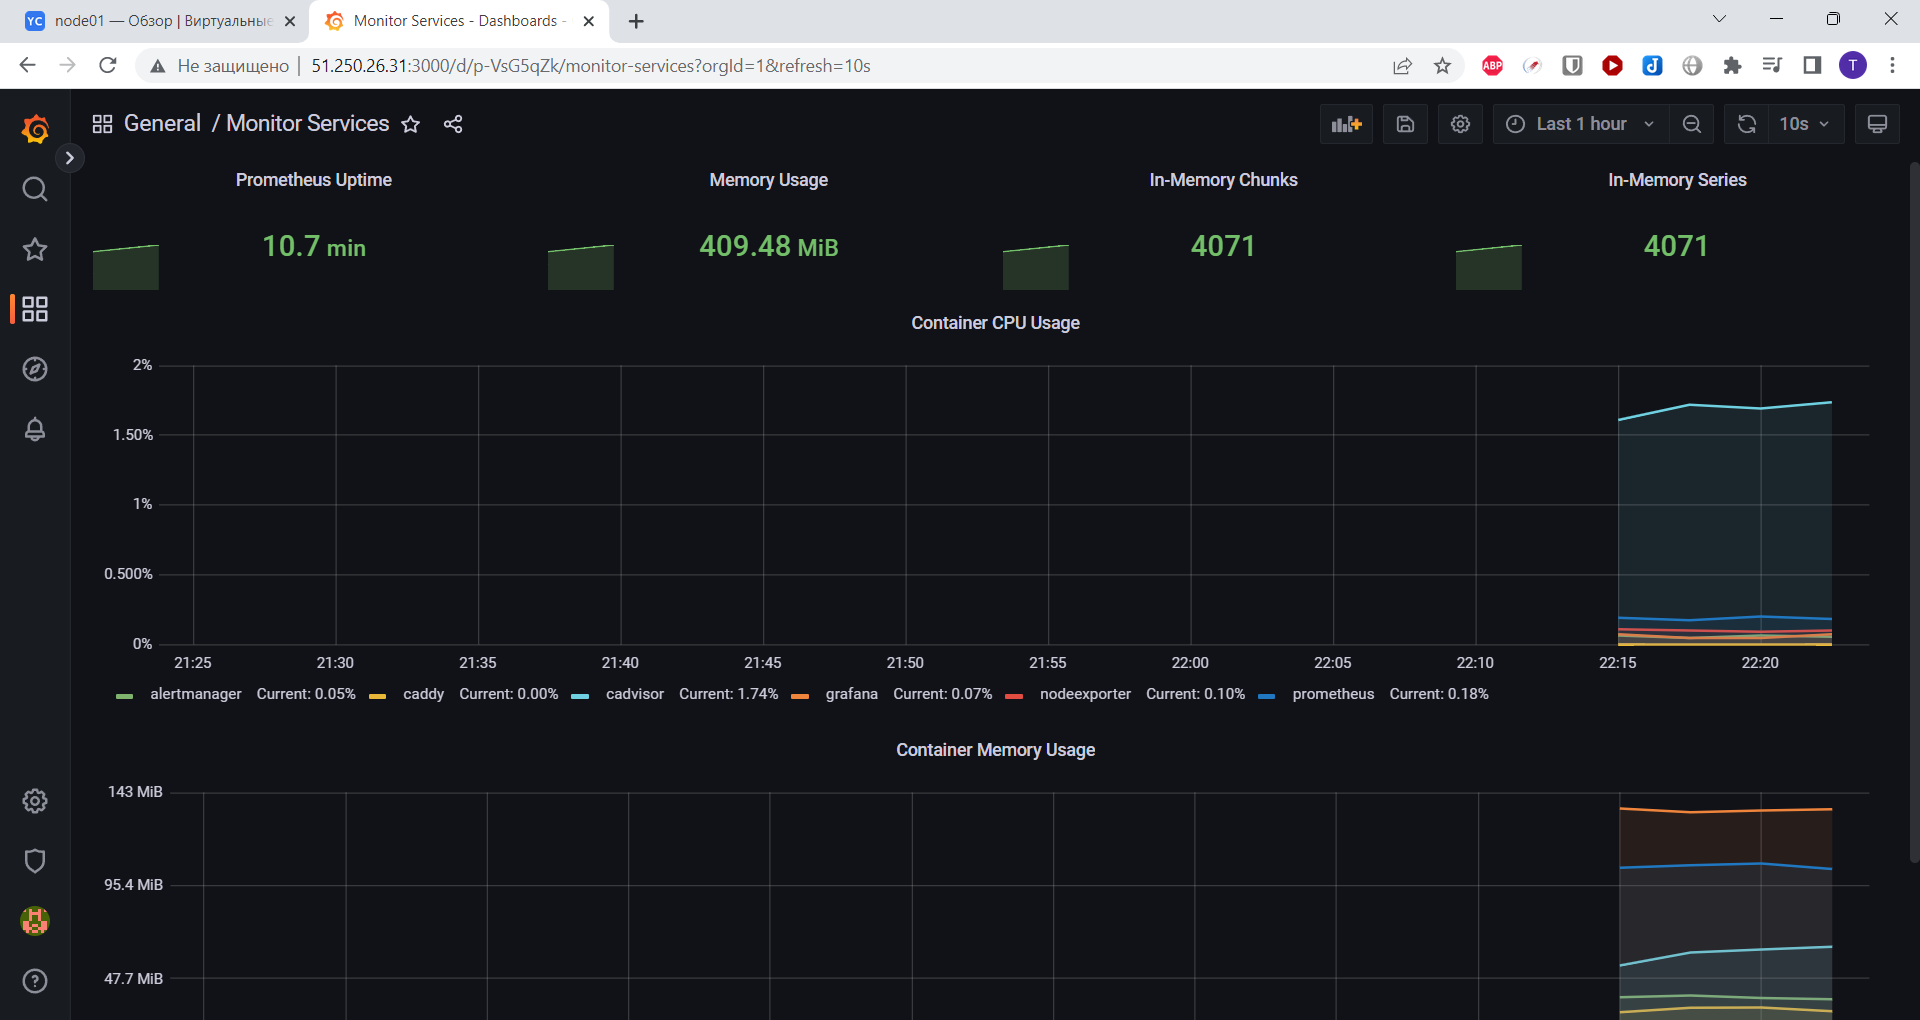 YC node01 — Обзор | Виртуальные
Monitor Services - Dashboards -
Не защищено
51.250.26.31:3000/d/p-VsG5qZk/monitor-services?orgId=1&refresh=10s
ABP
T
General / Monitor Services
Last 1 hour
10s
Prometheus Uptime
10.7 min
Memory Usage
409.48 MiB
In-Memory Chunks
4071
In-Memory Series
4071
Container CPU Usage
2%
1.50%
1%
0.500%
0%
21:25 21:30 21:35 21:40 21:45 21:50 21:55 22:00 22:05 22:10 22:15 22:20
alertmanager Current: 0.05% caddy Current: 0.00% cadvisor Current: 1.74% grafana Current: 0.07% nodeexporter Current: 0.10% prometheus Current: 0.18%
Container Memory Usage
143 MiB
95.4 MiB
47.7 MiB